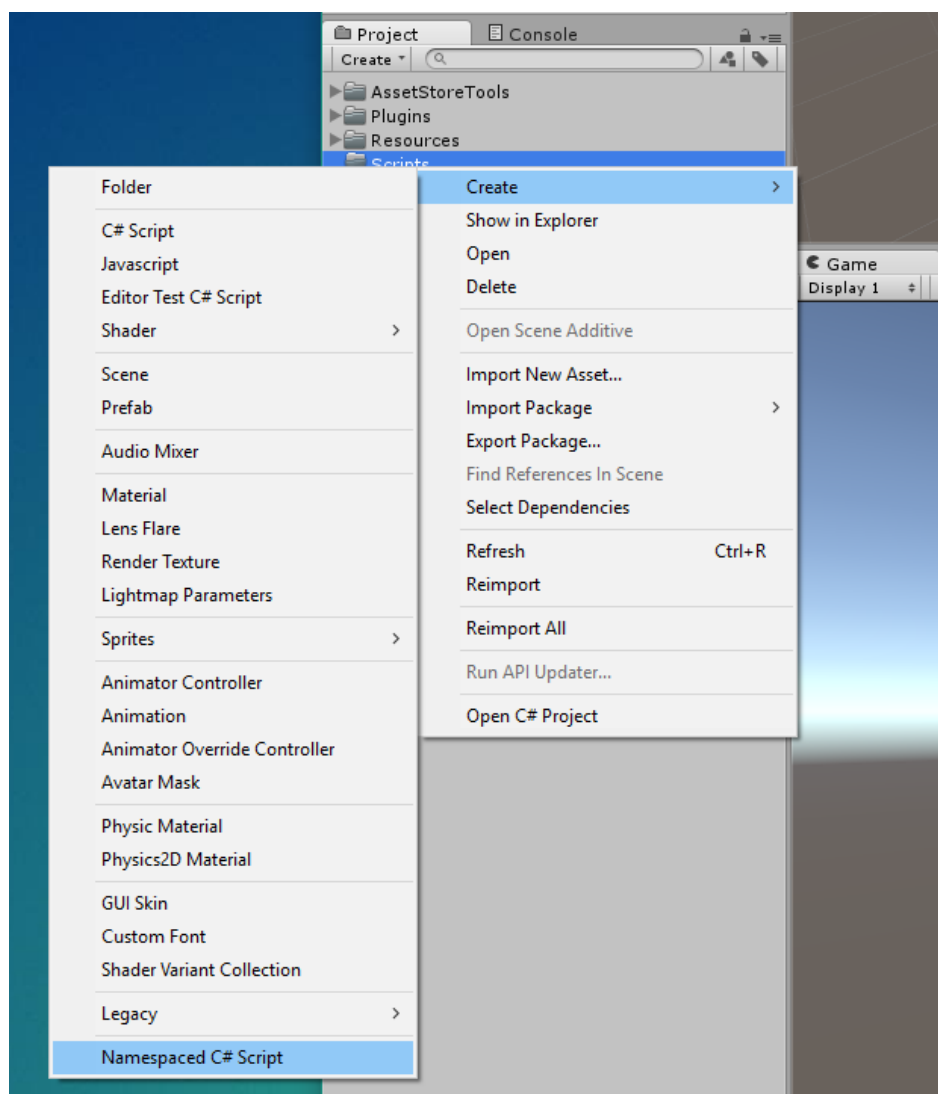 Project
Console
Create
AssetStoreTools
Plugins
Resources
Scripts
Folder
C# Script
Javascript
Editor Test C# Script
Shader
Scene
Prefab
Audio Mixer
Material
Lens Flare
Render Texture
Lightmap Parameters
Sprites
Animator Controller
Animation
Animator Override Controller
Avatar Mask
Physic Material
Physics2D Material
GUI Skin
Custom Font
Shader Variant Collection
Legacy
Namespaced C# Script
Create
Show in Explorer
Open
Delete
Open Scene Additive
Import New Asset...
Import Package
Export Package...
Find References In Scene
Select Dependencies
Refresh Ctrl+R
Reimport
Reimport All
Run API Updater...
Open C# Project
Game
Display 1